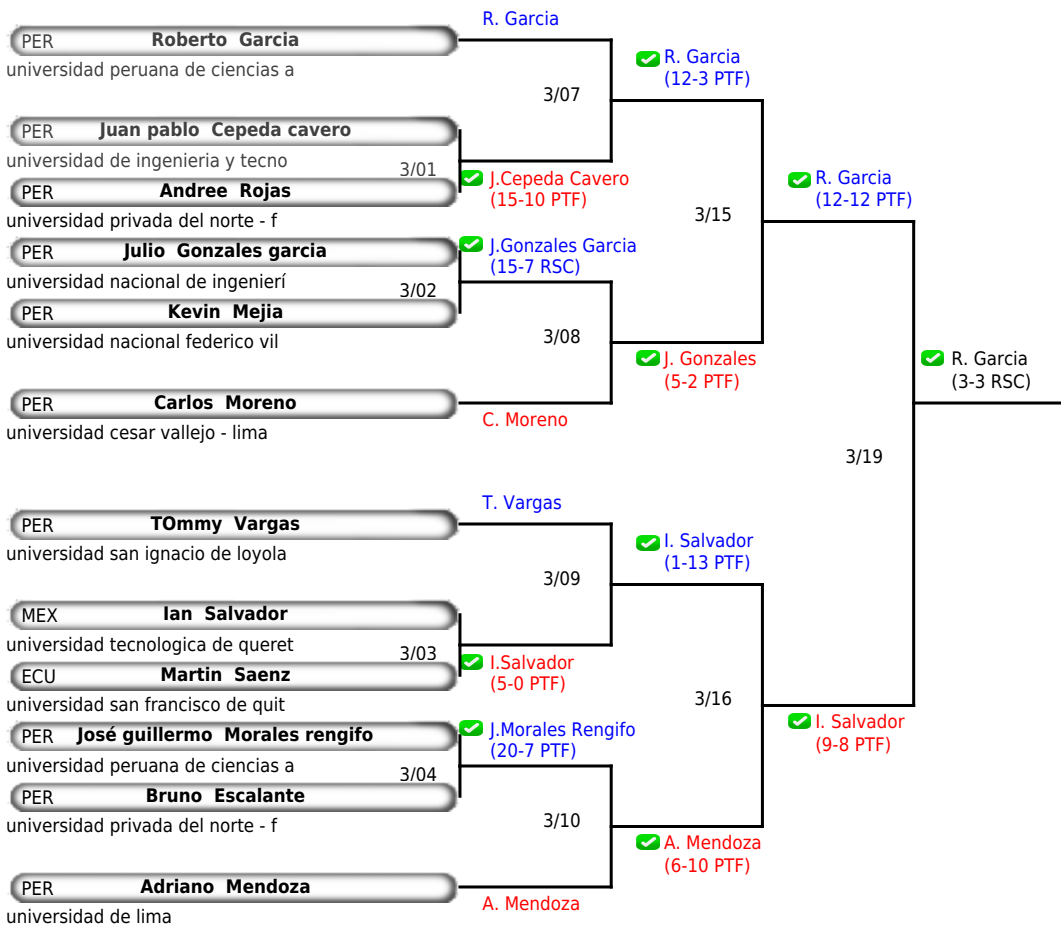 R. Garcia
PER Roberto Garcia
universidad peruana de ciencias a
R. Garcia
(12-3 PTF)
3/07
PER Juan pablo Cepeda cavero
universidad de ingenieria y tecno
3/01
J.Cepeda Cavero
(15-10 PTF)
PER Andree Rojas
universidad privada del norte - f
R. Garcia
(12-12 PTF)
3/15
PER Julio Gonzales garcia
universidad nacional de ingenierí
J.Gonzales Garcia
(15-7 RSC)
3/02
PER Kevin Mejia
universidad nacional federico vil
3/08
J. Gonzales
(5-2 PTF)
R. Garcia
(3-3 RSC)
PER Carlos Moreno
universidad cesar vallejo - lima
C. Moreno
3/19
T. Vargas
PER TOmmy Vargas
universidad san ignacio de loyola
I. Salvador
(1-13 PTF)
3/09
MEX Ian Salvador
universidad tecnologica de queret
3/03
I.Salvador
(5-0 PTF)
ECU Martin Saenz
universidad san francisco de quit
3/16
I. Salvador
(9-8 PTF)
PER José guillermo Morales rengifo
universidad peruana de ciencias a
J.Morales Rengifo
(20-7 PTF)
3/04
PER Bruno Escalante
universidad privada del norte - f
3/10
A. Mendoza
(6-10 PTF)
PER Adriano Mendoza
universidad de lima
A. Mendoza